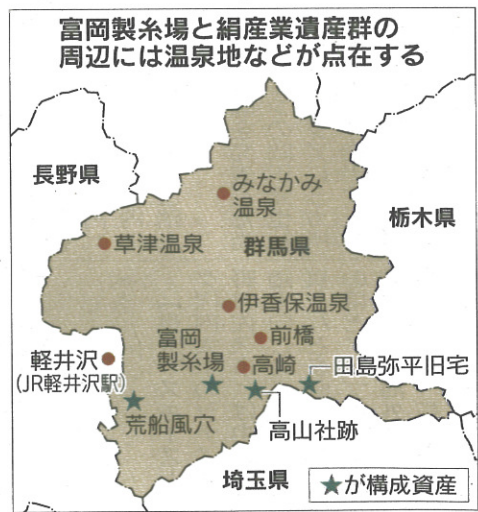 富岡製糸場と絹産業遺産群の
周辺には温泉地などが点在する
長野県
みなかみ
温泉
栃木県
草津温泉
群馬県
伊香保温泉
富岡
製糸場
前橋
軽井沢
(JR軽井沢駅)
高崎
田島弥平旧宅
荒船風穴
高山社跡
埼玉県
★が構成資産